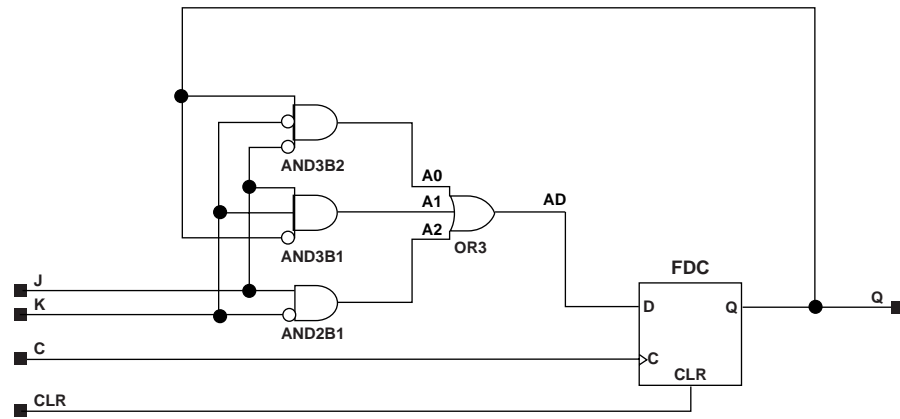 AND3B2
A0
A1
AD
A2
OR3
AND3B1
FDC
J
K
D
Q
Q
AND2B1
C
C
CLR
CLR